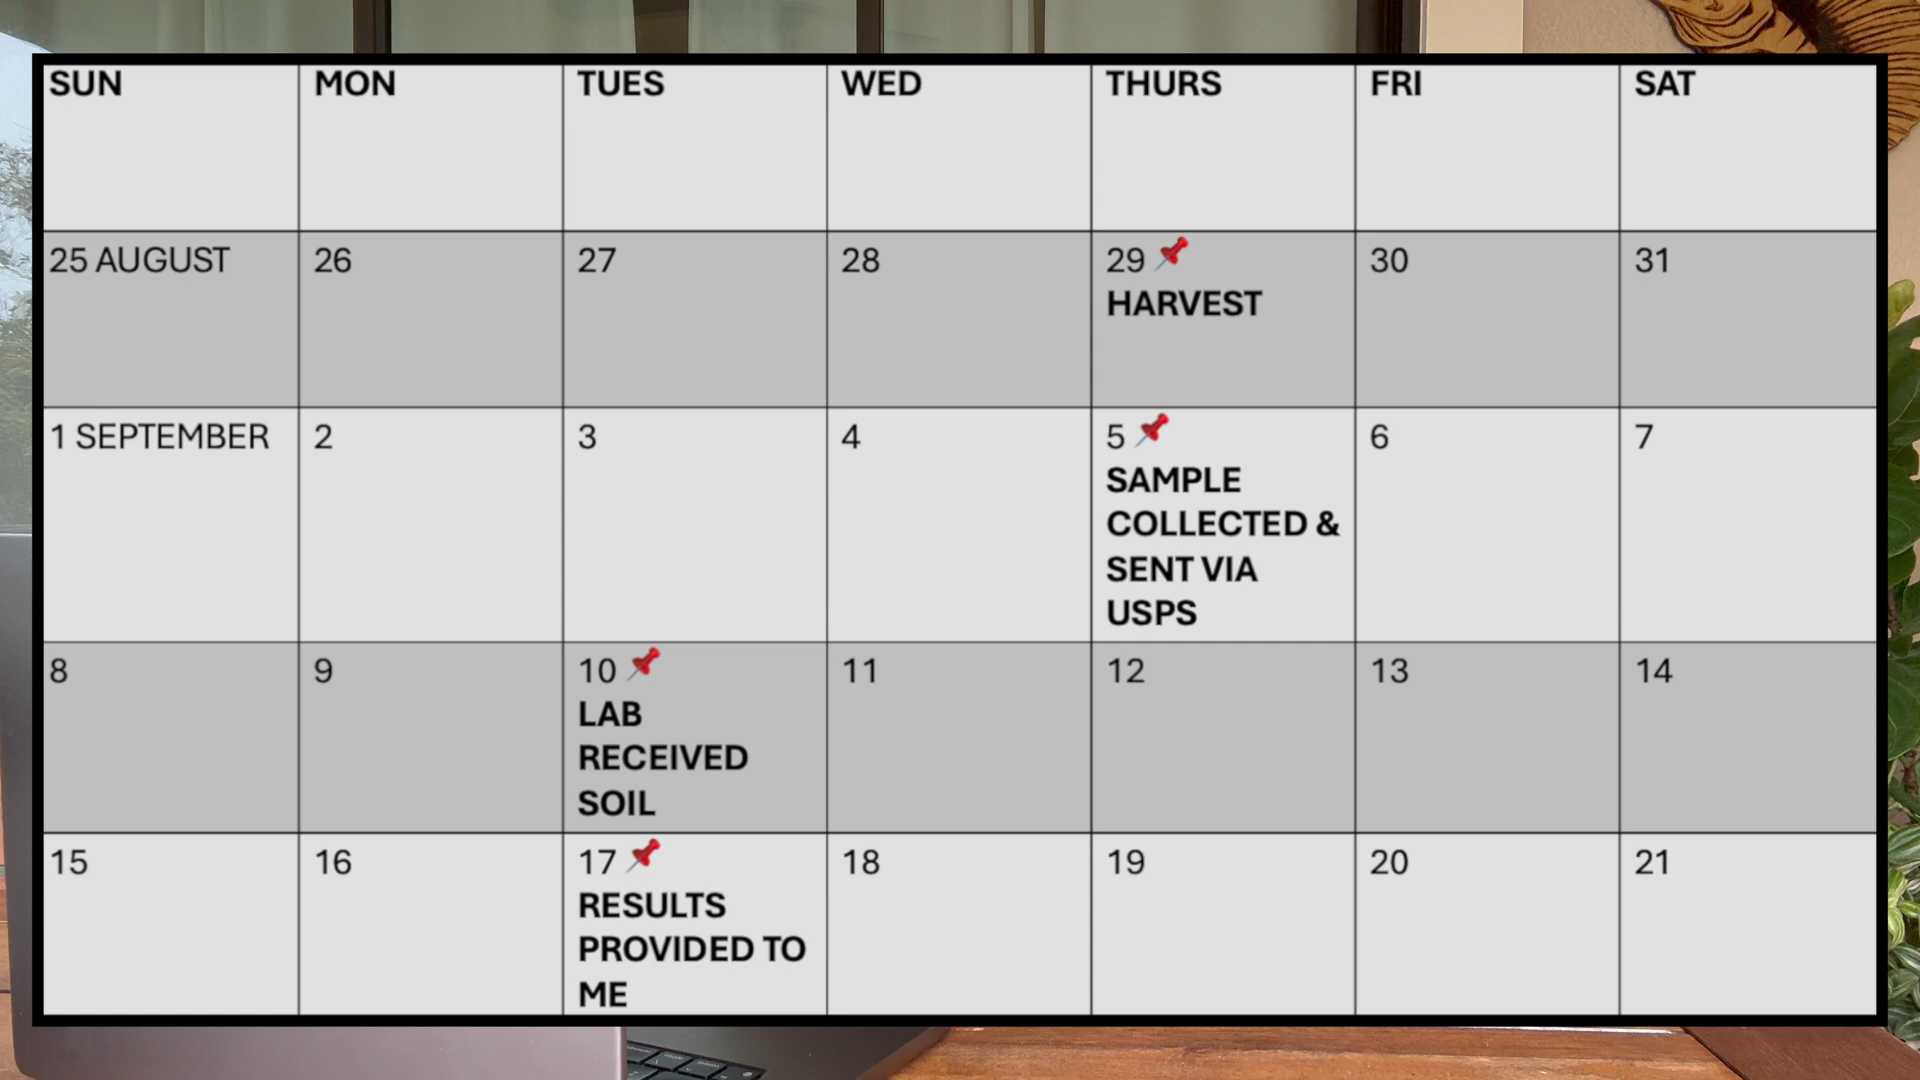 SUN MON TUES WED THURS FRI SAT
25 AUGUST 26 27 28 29 30 31
HARVEST
1 SEPTEMBER 2 3 4 5 6 7
SAMPLE
COLLECTED &
SENT VIA
USPS
8 9 10 11 12 13 14
LAB
RECEIVED
SOIL
15 16 17 18 19 20 21
RESULTS
PROVIDED TO
ME